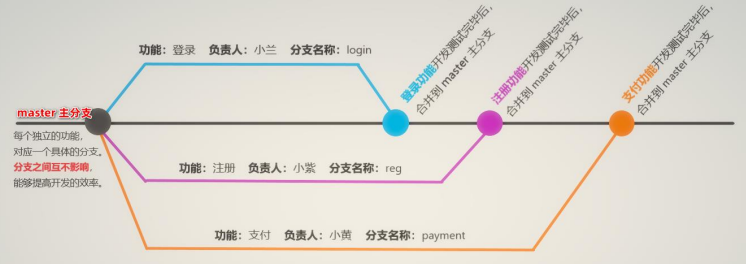 登录功能开发测试完毕后，
合并到 master 主分支
注册功能开发测试完毕后，
合并到 master 主分支
支付功能开发测试完毕后，
合并到 master 主分支
功能：登录 负责人：小兰 分支名称：login
master 主分支
每个独立的功能，
对应一个具体的分支。
分支之间互不影响，
能够提高开发的效率。
功能：注册 负责人：小紫 分支名称：reg
功能：支付 负责人：小黄 分支名称：payment